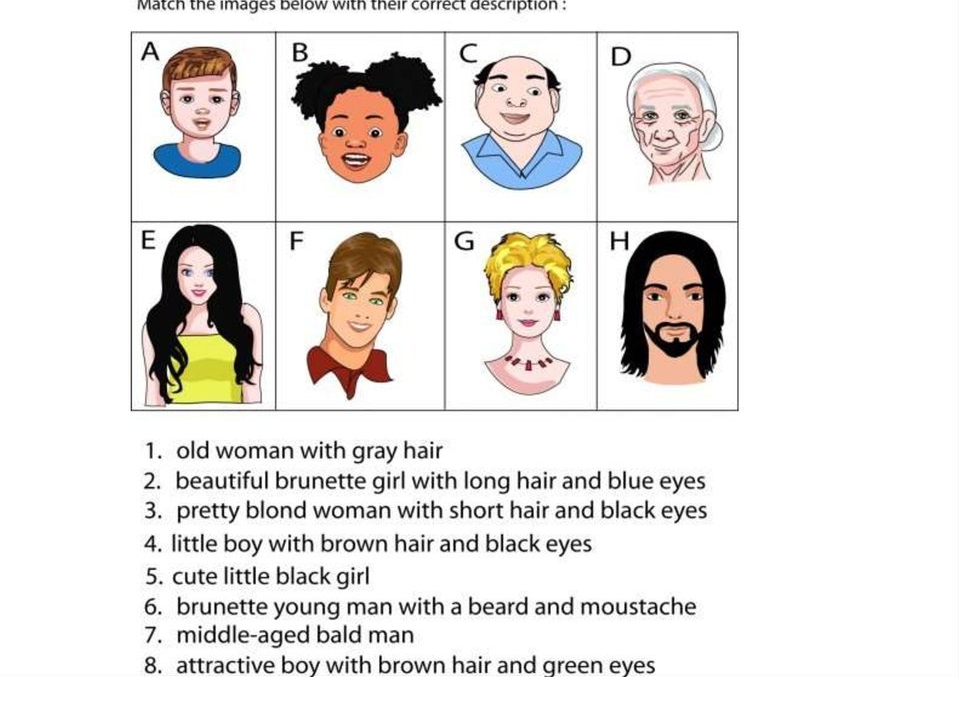 Match the images below with their correct description :
A
B
C
D
E
F
G
H
1. old woman with gray hair
2. beautiful brunette girl with long hair and blue eyes
3. pretty blond woman with short hair and black eyes
4. little boy with brown hair and black eyes
5. cute little black girl
6. brunette young man with a beard and moustache
7. middle-aged bald man
8. attractive boy with brown hair and green eyes